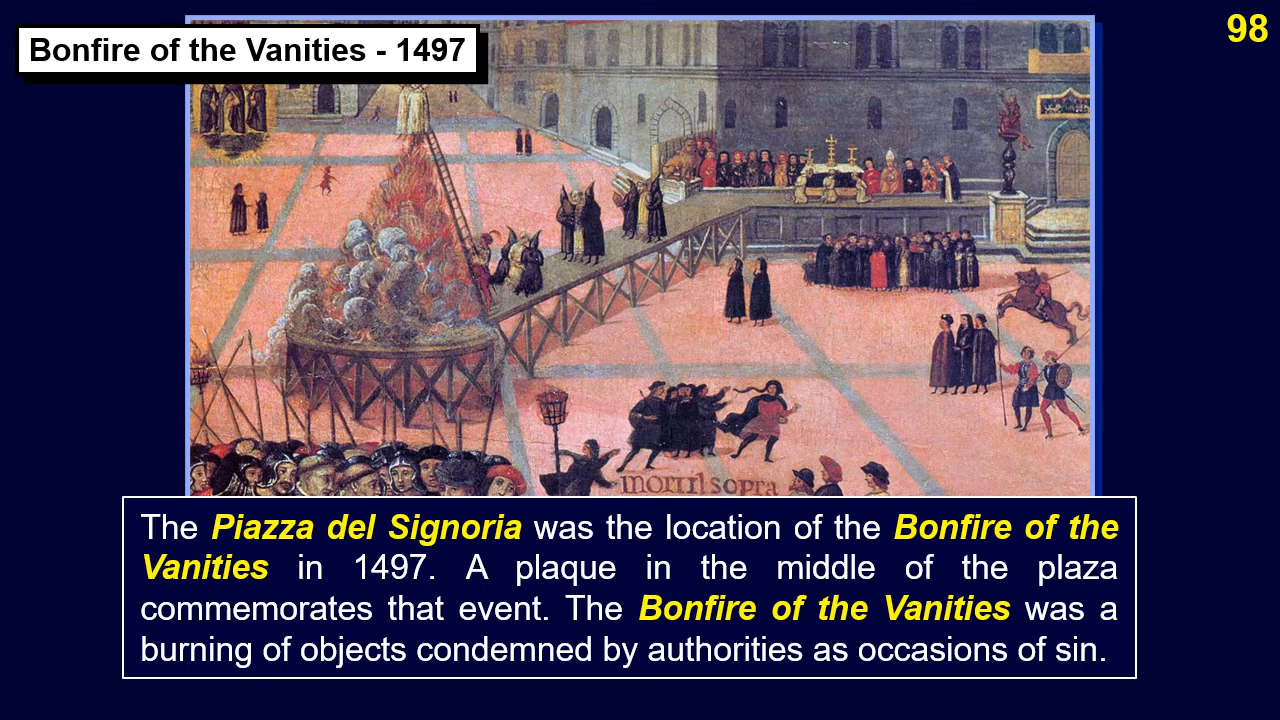 Bonfire of the Vanities - 1497
98
The Piazza del Signoria was the location of the Bonfire of the
Vanities in 1497. A plaque in the middle of the plaza
commemorates that event. The Bonfire of the Vanities was a
burning of objects condemned by authorities as occasions of sin.